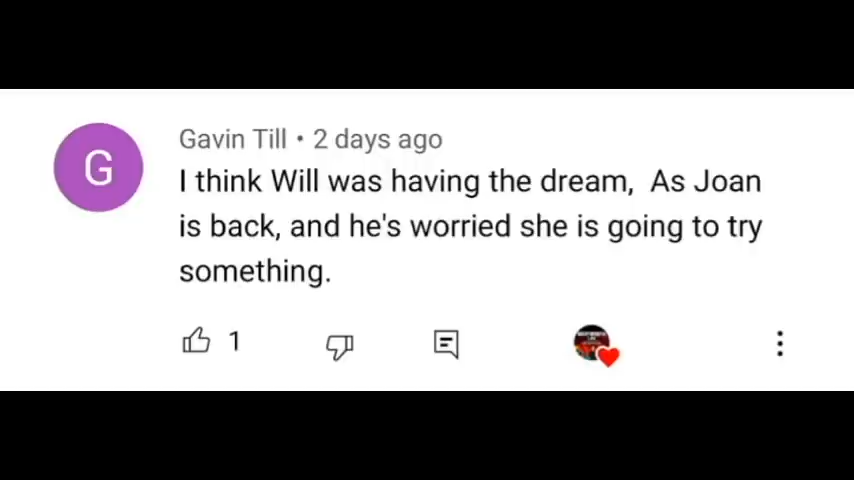 G
Gavin Till • 2 days ago
I think Will was having the dream,  As Joan
is back, and he's worried she is going to try
something.
1